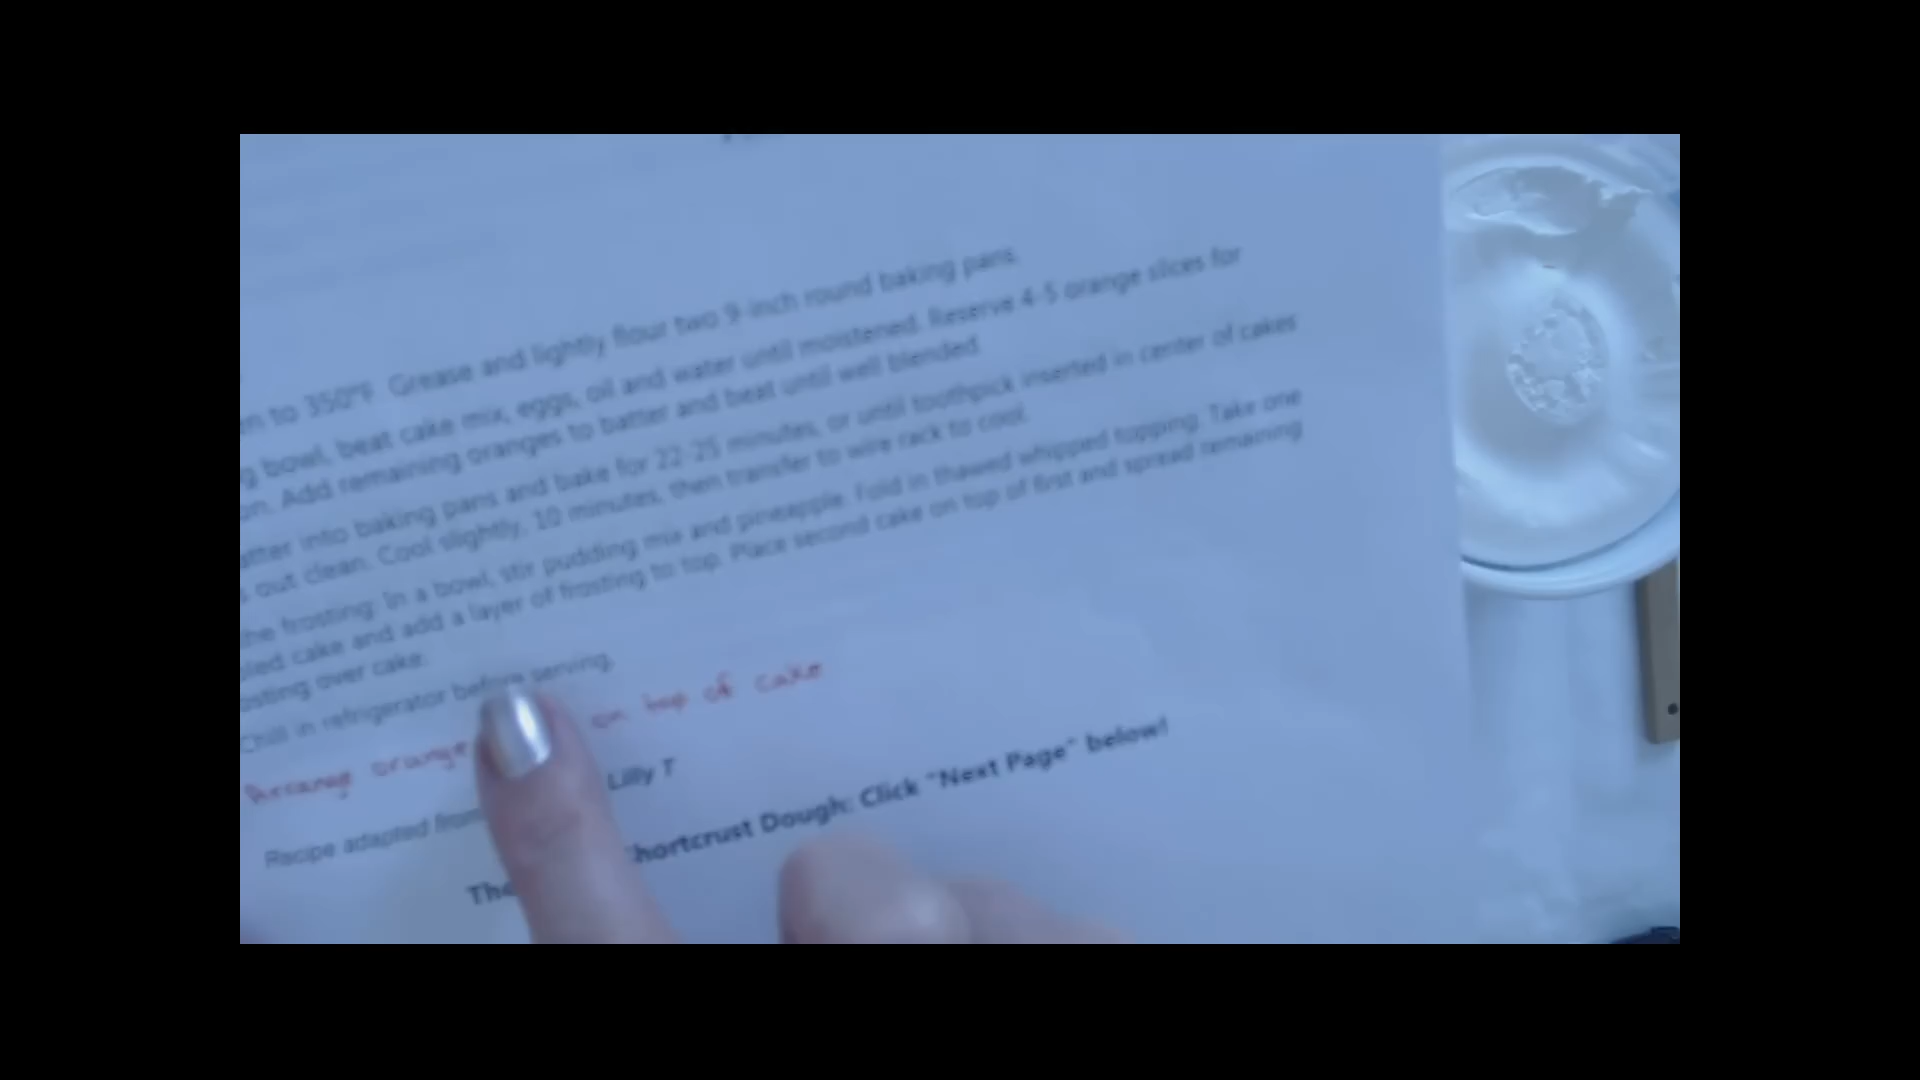 to 350°F Grease and lightly flour two 9-inch round baking pans.
bowl, beat cake mix, eggs, oil and water until moistened. Reserve 4-5 orange slices for
Add remaining oranges to batter and beat until well blended.
into baking pans and bake for 22-25 minutes, or until toothpick inserted in center of cakes
out clean. Cool slightly, 10 minutes, then transfer to wire rack to cool.
frosting: In a bowl, stir pudding mix and pineapple. Fold in thawed whipped topping. Take one
cake and add a layer of frosting to top. Place second cake on top of first and spread remaining
over cake.
Chill in refrigerator before serving.
Arrange orange on top of cake
Recipe adapted from Lilly T
Dough: Click "Next Page" below!